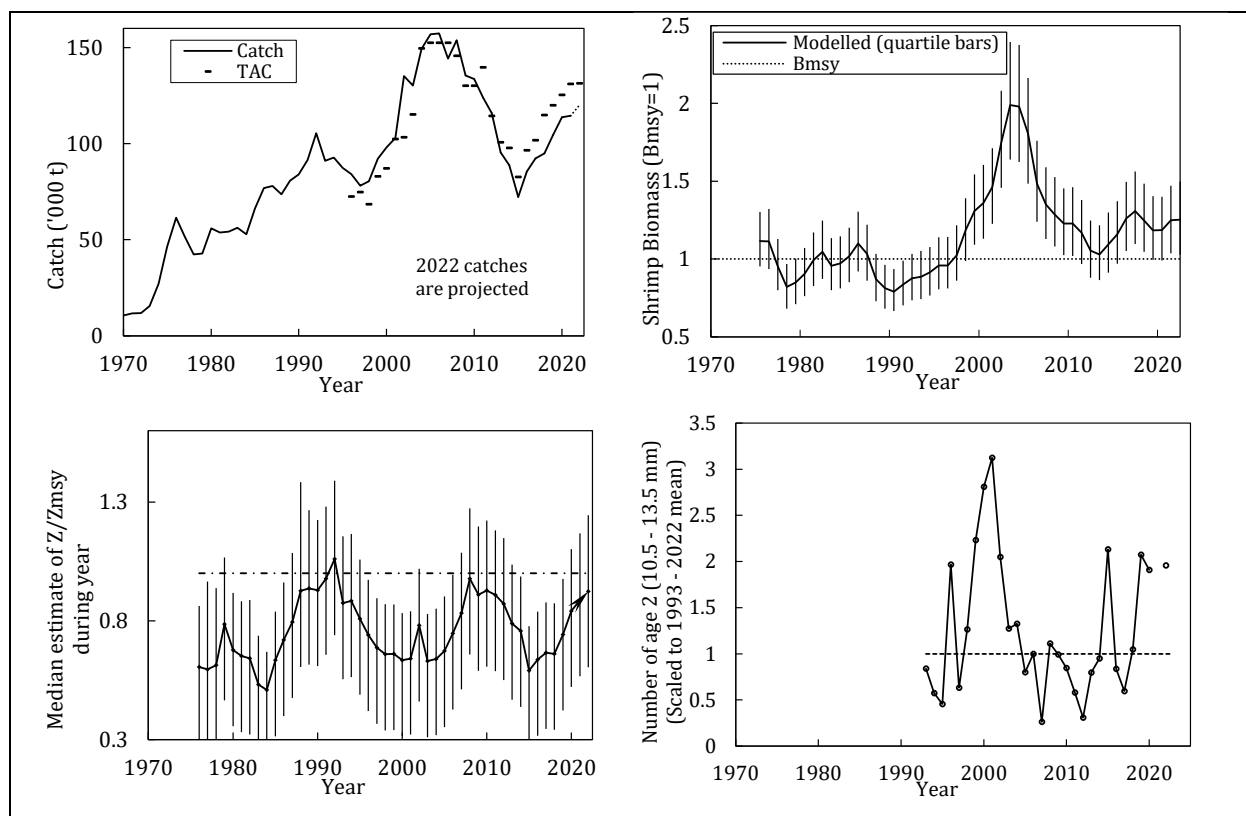 Catch ('000 t)
150
100
50
0
Catch
TAC
2022 catches
are projected
1970 1980 1990 2000 2010 2020
Year
Shrimp Biomass (Bmsy=1)
2.5
2
1.5
1
0.5
Modelled (quartile bars)
Bmsy
1970 1980 1990 2000 2010 2020
Year
Median estimate of Z/Zmsy
during year
1.3
0.8
0.3
1970 1980 1990 2000 2010 2020
Year
Number of age 2 (10.5 - 13.5 mm)
(Scaled to 1993 - 2022 mean)
3.5
3
2.5
2
1.5
1
0.5
0
1970 1980 1990 2000 2010 2020
Year